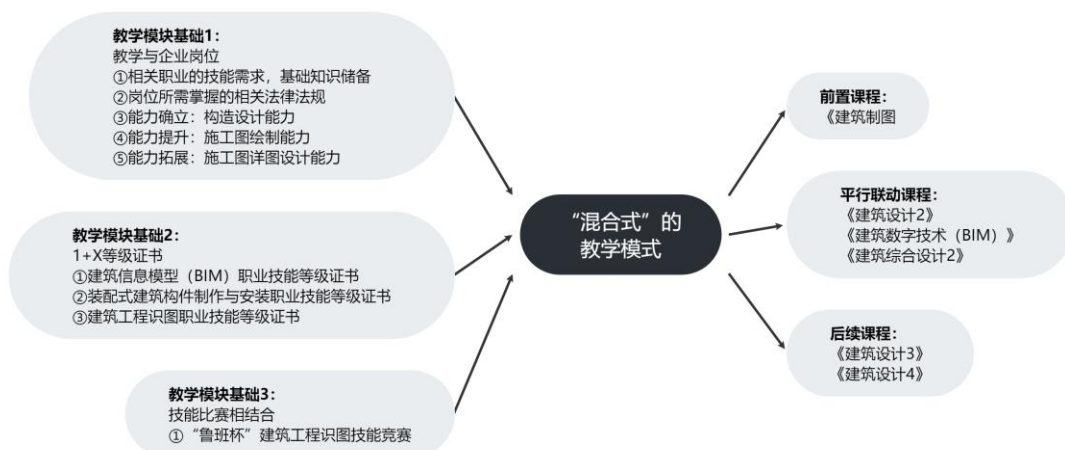 教学模块基础1：
教学与企业岗位
①相关职业的技能需求，基础知识储备
②岗位所需掌握的相关法律法规
③能力确立：构造设计能力
④能力提升：施工图绘制能力
⑤能力拓展：施工图详图设计能力
教学模块基础2：
1+X等级证书
①建筑信息模型（BIM）职业技能等级证书
②装配式建筑构件制作与安装职业技能等级证书
③建筑工程识图职业技能等级证书
教学模块基础3：
技能比赛相结合
①“鲁班杯”建筑工程识图技能竞赛
“混合式”的
教学模式
前置课程：
《建筑制图
平行联动课程：
《建筑设计2》
《建筑数字技术（BIM）》
《建筑综合设计2》
后续课程：
《建筑设计3》
《建筑设计4》